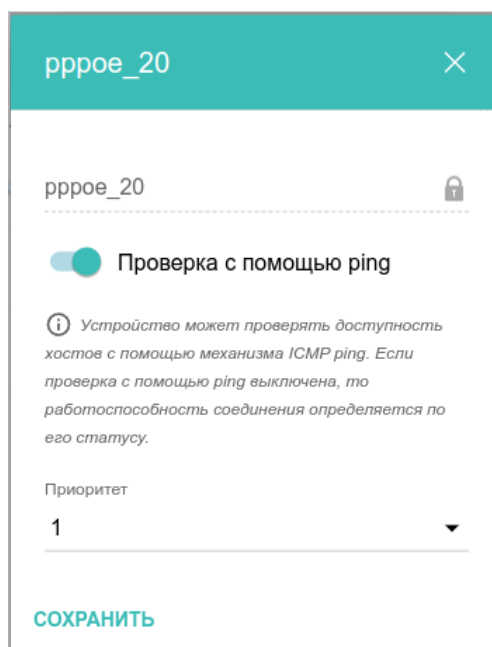 pppoe_20
pppoe_20
Проверка с помощью ping
Устройство может проверять доступность
хостов с помощью механизма ICMP ping. Если
проверка с помощью ping выключена, то
работоспособность соединения определяется по
его статусу.
Приоритет
1
СОХРАНИТЬ